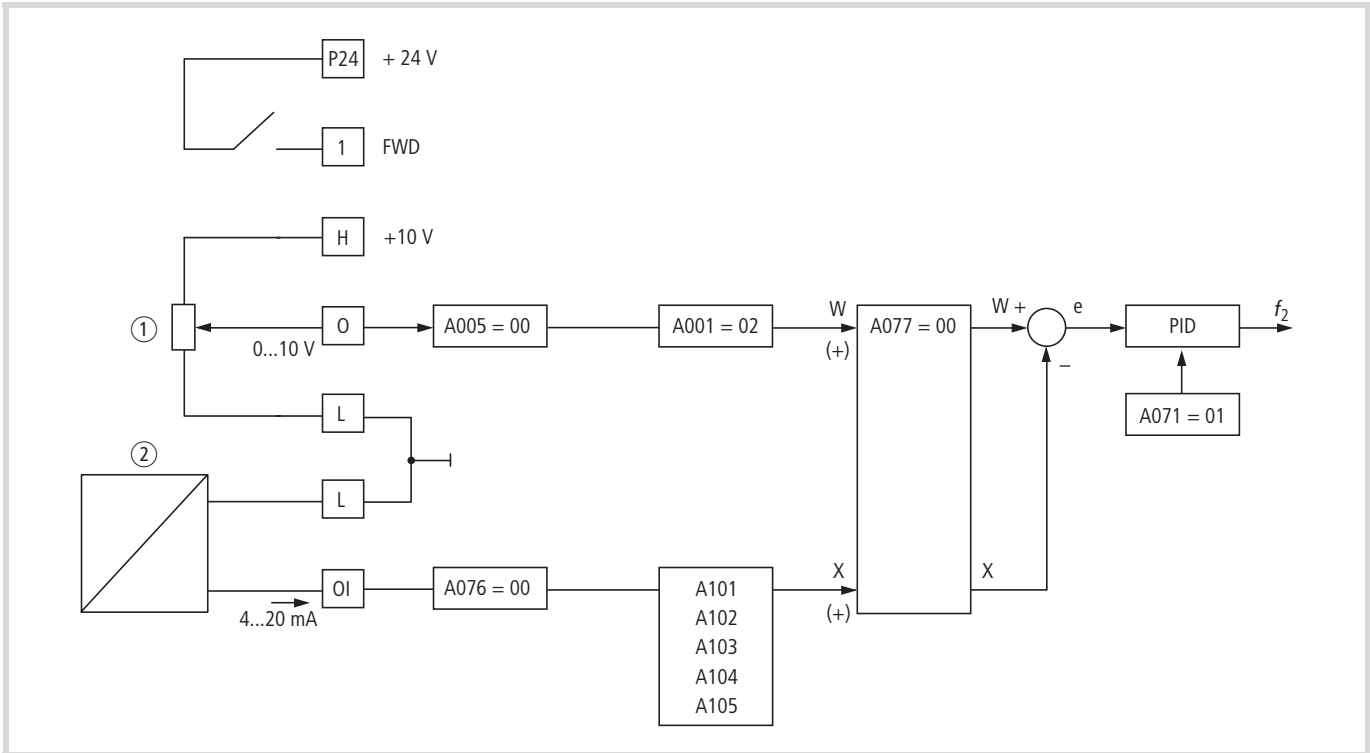 P24 + 24 V
1 FWD
H +10 V
① O A005 = 00 A001 = 02 W A077 = 00 W + e PID f2
0...10 V (+) –
L A071 = 01
②
L
OI A076 = 00 A101 X X
4...20 mA A102 (+)
A103
A104
A105